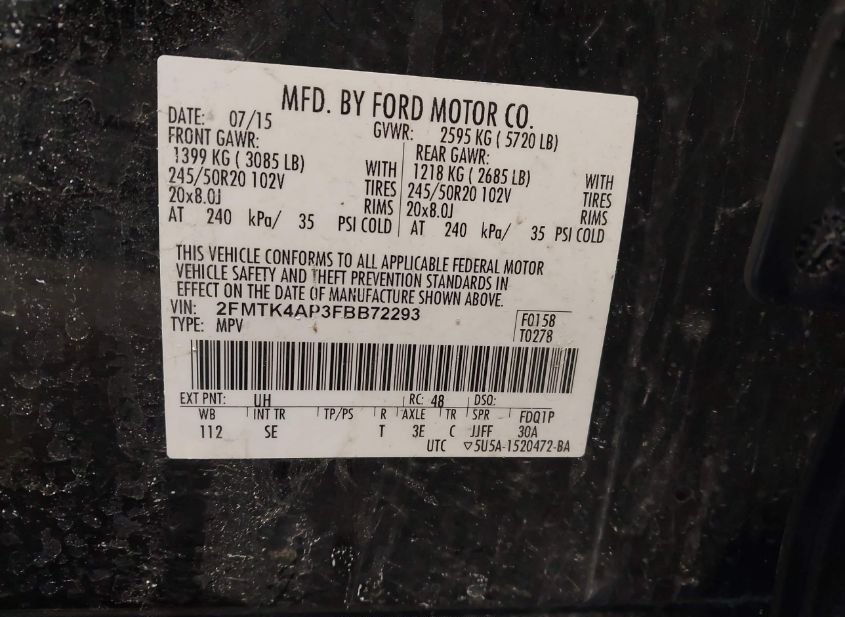 MFD. BY FORD MOTOR CO.
DATE: 07/15 GVWR: 2595 KG ( 5720 LB)
FRONT GAWR: REAR GAWR:
1399 KG ( 3085 LB) WITH 1218 KG ( 2685 LB) WITH
245/50R20 102V TIRES 245/50R20 102V TIRES
20x8.0J RIMS 20x8.0J RIMS
AT 240 kPa/ 35 PSI COLD AT 240 kPa/ 35 PSI COLD
THIS VEHICLE CONFORMS TO ALL APPLICABLE FEDERAL MOTOR
VEHICLE SAFETY AND THEFT PREVENTION STANDARDS IN
EFFECT ON THE DATE OF MANUFACTURE SHOWN ABOVE.
VIN: 2FMTK4AP3FBB72293 F0158
TYPE: MPV T0278
EXT PNT: UH RC: 48 DSO:
WB INT TR TP/PS R AXLE TR SPR FDQ1P
112 SE T 3E C JJFF 30A
UTC ▽5U5A-1520472-BA